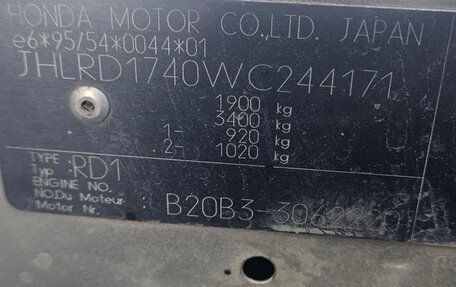 HONDA MOTOR CO.,LTD. JAPAN
e6*95/54*0044*01
JHLRD1740WC244171
1900 kg
3400 kg
1- 920 kg
2- 1020 kg
TYPE
Typ RD1
ENGINE NO.
NO.Du Moteur
Motor Nr. B20B3-